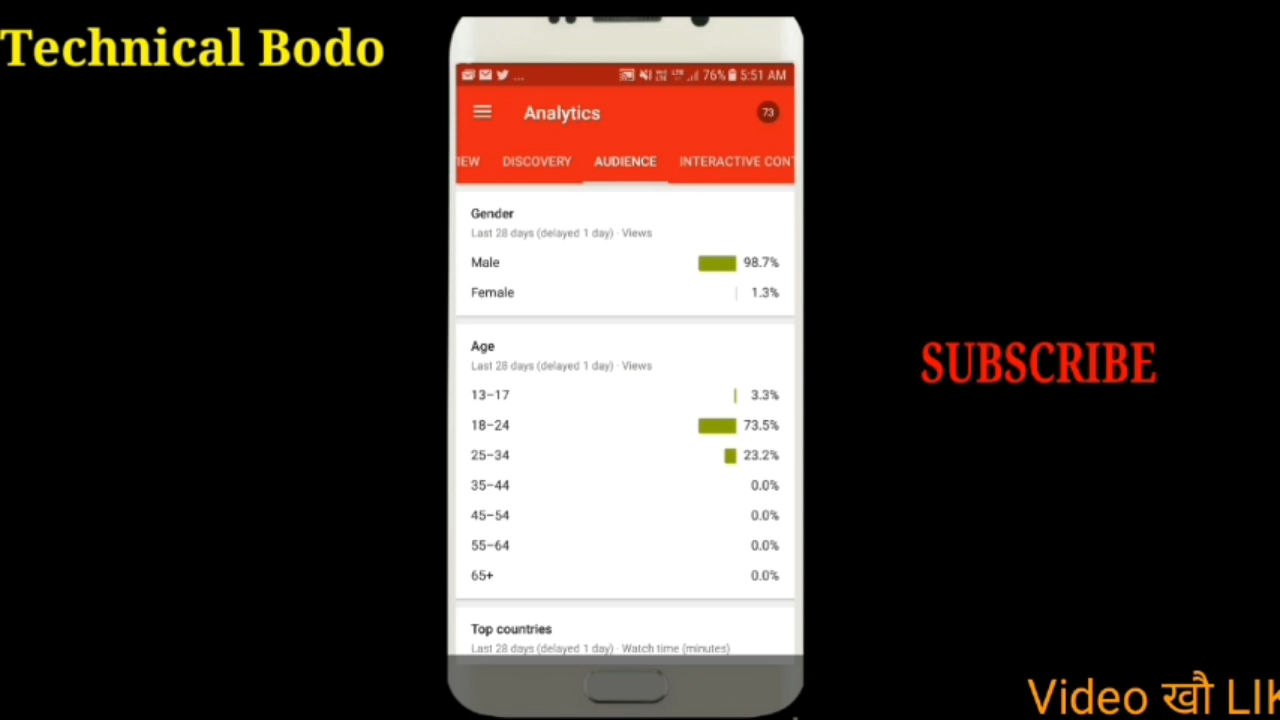 Technical Bodo
... 76% 5:51 AM
Analytics
73
IEW DISCOVERY AUDIENCE INTERACTIVE CONT
Gender
Last 28 days (delayed 1 day) · Views
Male 98.7%
Female 1.3%
Age
Last 28 days (delayed 1 day) · Views
13–17 3.3%
18–24 73.5%
25–34 23.2%
35–44 0.0%
45–54 0.0%
55–64 0.0%
65+ 0.0%
Top countries
Last 28 days (delayed 1 day) · Watch time (minutes)
SUBSCRIBE
Video खौ LIK